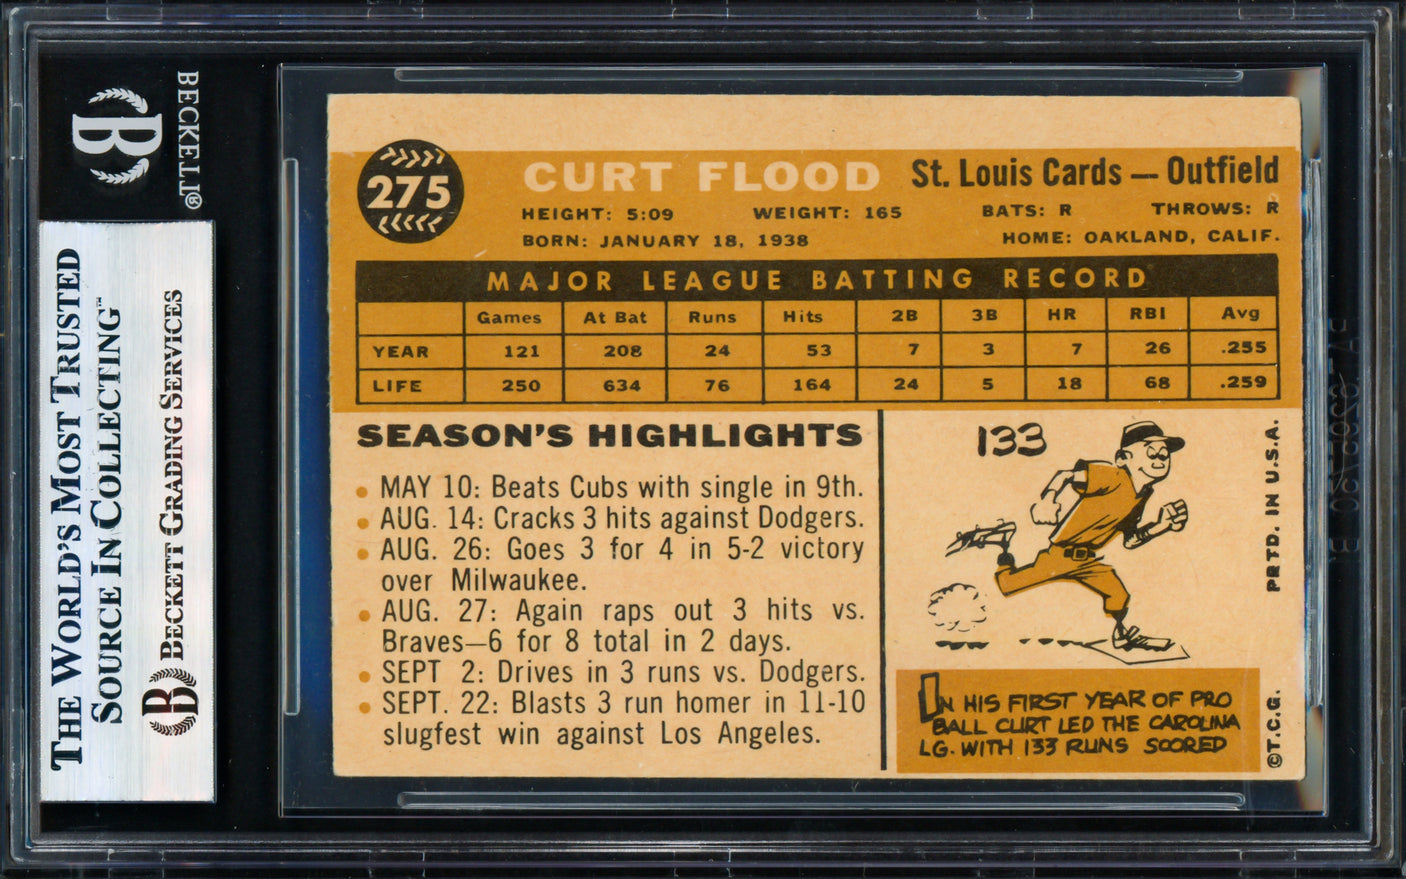 BECKETT®
THE WORLD'S MOST TRUSTED
SOURCE IN COLLECTING™
BECKETT GRADING SERVICES
275
CURT FLOOD St. Louis Cards — Outfield
HEIGHT: 5:09 WEIGHT: 165 BATS: R THROWS: R
BORN: JANUARY 18, 1938 HOME: OAKLAND, CALIF.
MAJOR LEAGUE BATTING RECORD
Games At Bat Runs Hits 2B 3B HR RBI Avg
YEAR 121 208 24 53 7 3 7 26 .255
LIFE 250 634 76 164 24 5 18 68 .259
SEASON'S HIGHLIGHTS
• MAY 10: Beats Cubs with single in 9th.
• AUG. 14: Cracks 3 hits against Dodgers.
• AUG. 26: Goes 3 for 4 in 5-2 victory
over Milwaukee.
• AUG. 27: Again raps out 3 hits vs.
Braves—6 for 8 total in 2 days.
• SEPT 2: Drives in 3 runs vs. Dodgers.
• SEPT. 22: Blasts 3 run homer in 11-10
slugfest win against Los Angeles.
133
IN HIS FIRST YEAR OF PRO
BALL CURT LED THE CAROLINA
LG. WITH 133 RUNS SCORED
©T.C.G. PRTD. IN U.S.A.